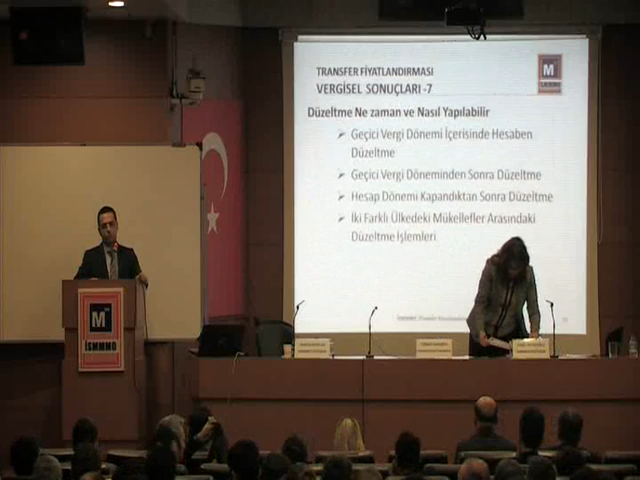 TRANSFER FİYATLANDIRMASI
VERGİSEL SONUÇLARI -7
Düzeltme Ne zaman ve Nasıl Yapılabilir
Geçici Vergi Dönemi İçerisinde Hesaben
Düzeltme
Geçici Vergi Döneminden Sonra Düzeltme
Hesap Dönemi Kapandıktan Sonra Düzeltme
İki Farklı Ülkedeki Mükellefler Arasındaki
Düzeltme İşlemleri
M
İSMMMO
M
İSMMMO